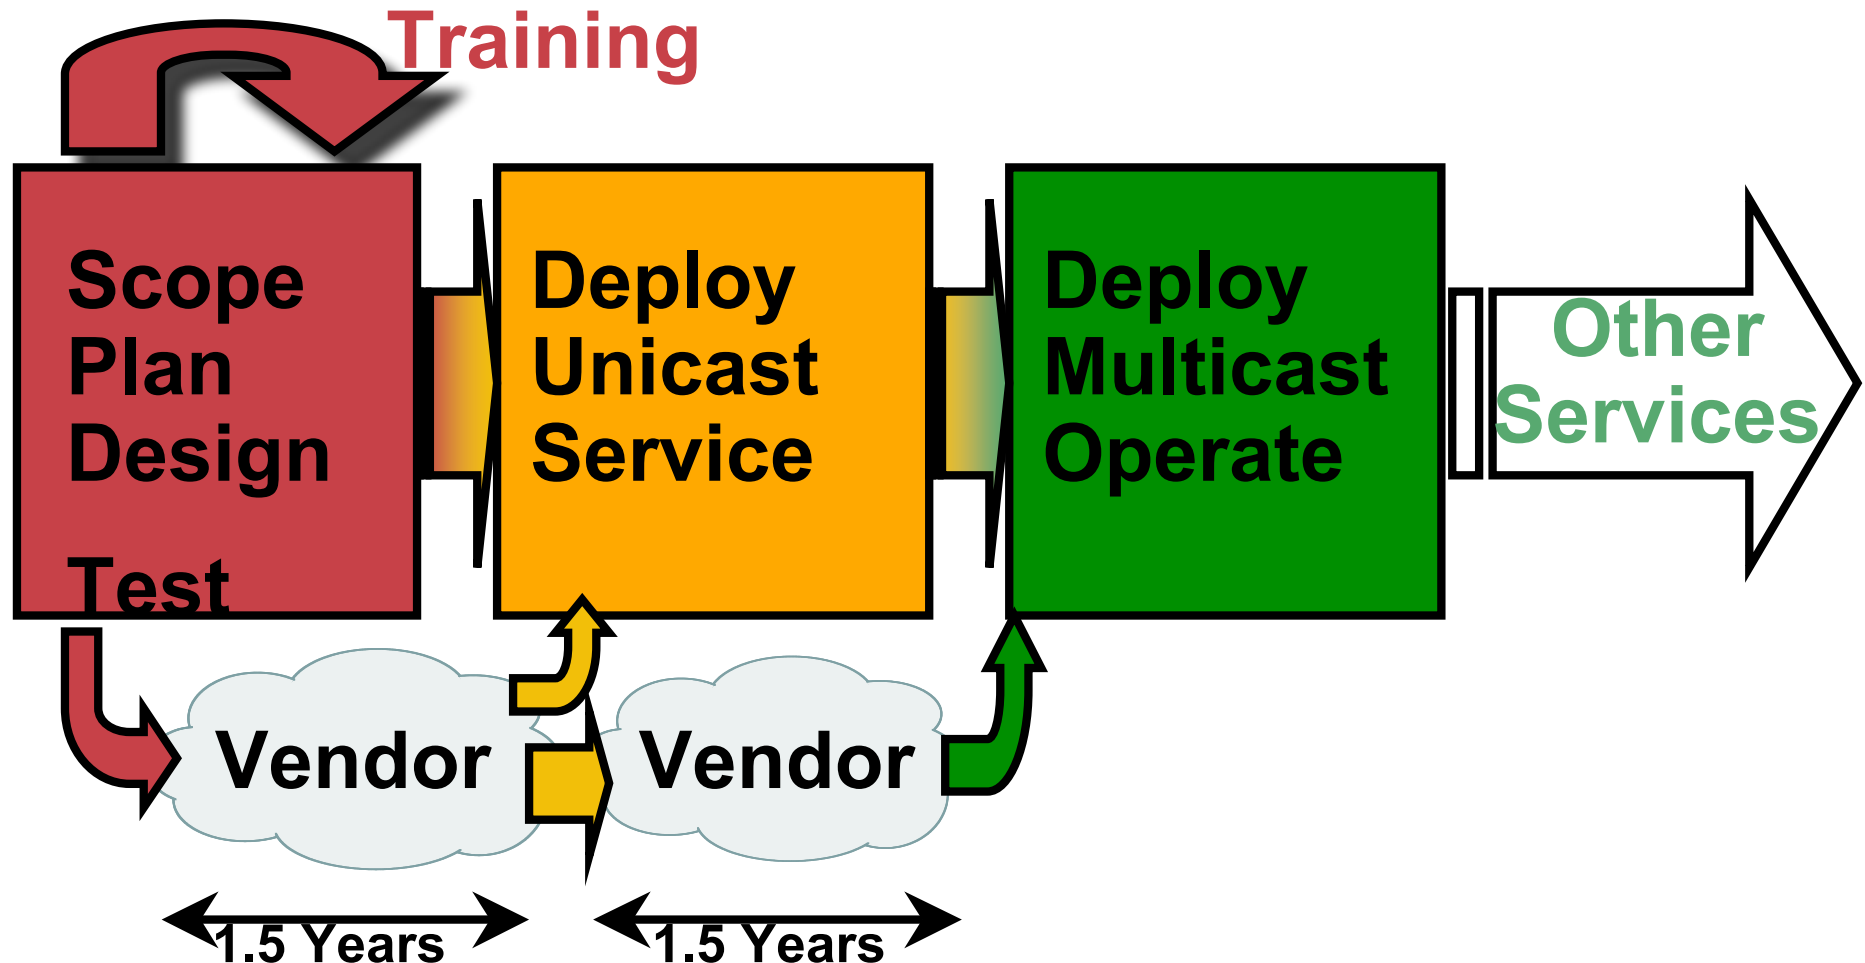 Training
Scope
Plan
Design
Test
Deploy
Unicast
Service
Deploy
Multicast
Operate
Other
Services
Vendor
Vendor
1.5 Years
1.5 Years